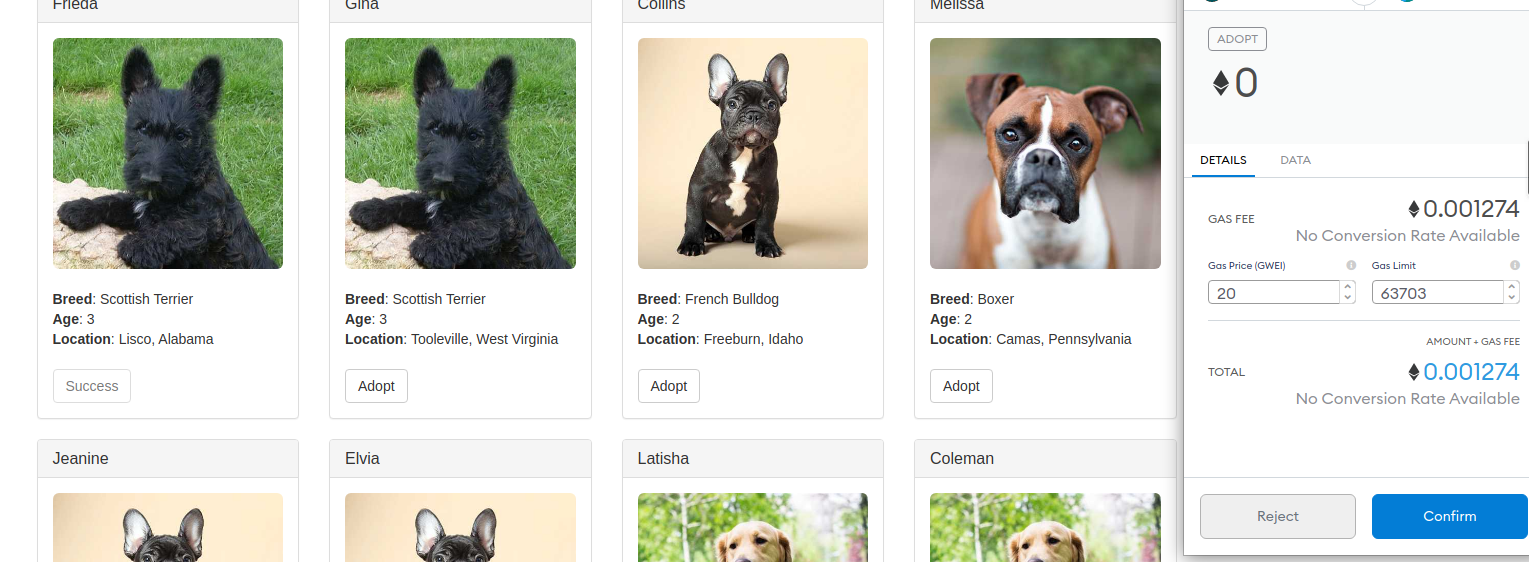 Frieda
Gina
Collins
Melissa
Breed: Scottish Terrier
Age: 3
Location: Lisco, Alabama
Success
Breed: Scottish Terrier
Age: 3
Location: Tooleville, West Virginia
Adopt
Breed: French Bulldog
Age: 2
Location: Freeburn, Idaho
Adopt
Breed: Boxer
Age: 2
Location: Camas, Pennsylvania
Adopt
Jeanine
Elvia
Latisha
Coleman
ADOPT
0
DETAILS
DATA
GAS FEE
0.001274
No Conversion Rate Available
Gas Price (GWEI)
Gas Limit
20
63703
AMOUNT + GAS FEE
TOTAL
0.001274
No Conversion Rate Available
Reject
Confirm